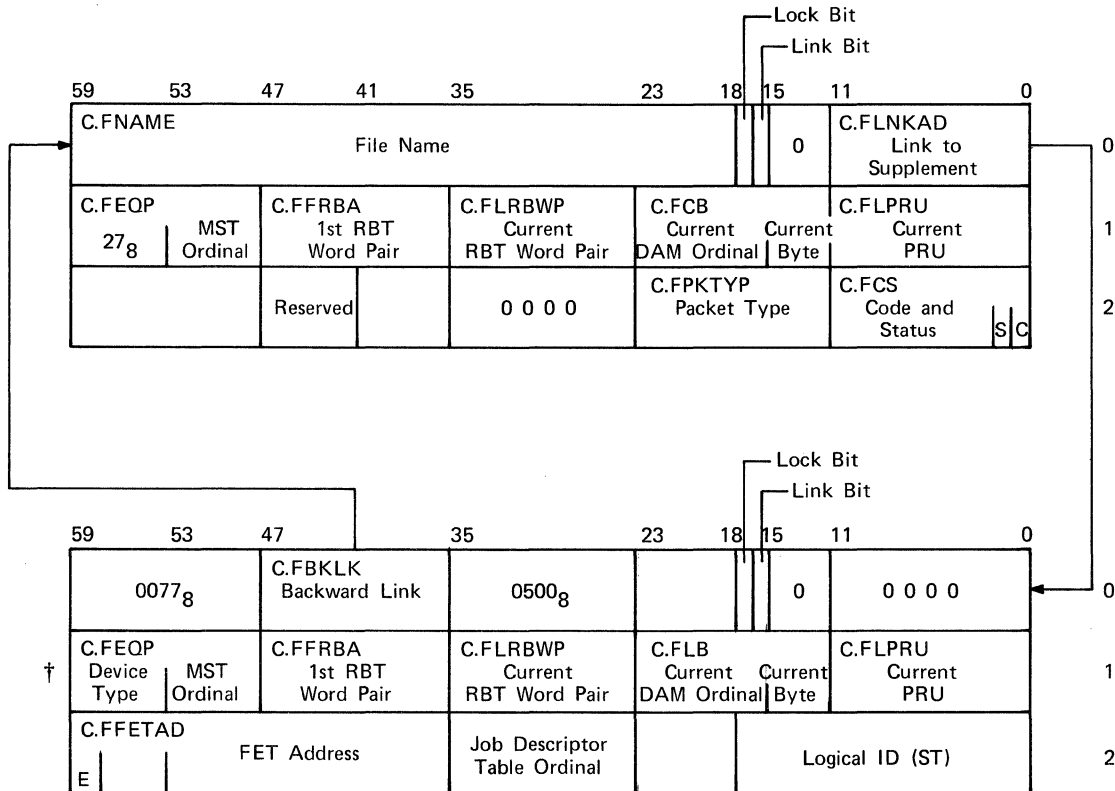 Lock Bit
Link Bit
59 53 47 41 35 23 18 15 11 0
C.FNAME
File Name
0
C.FLNKAD
Link to
Supplement
0
C.FEQP
278
MST
Ordinal
C.FFRBA
1st RBT
Word Pair
C.FLRBWP
Current
RBT Word Pair
C.FCB
Current
DAM Ordinal
Current
Byte
C.FLPRU
Current
PRU
1
Reserved
0 0 0 0
C.FPKTYP
Packet Type
C.FCS
Code and
Status
S C
2
Lock Bit
Link Bit
59 53 47 35 23 18 15 11 0
00778
C.FBKLK
Backward Link
05008
0
0 0 0 0
0
†
C.FEQP
Device
Type
MST
Ordinal
C.FFRBA
1st RBT
Word Pair
C.FLRBWP
Current
RBT Word Pair
C.FLB
Current
DAM Ordinal
Current
Byte
C.FLPRU
Current
PRU
1
C.FFETAD
E
FET Address
Job Descriptor
Table Ordinal
Logical ID (ST)
2